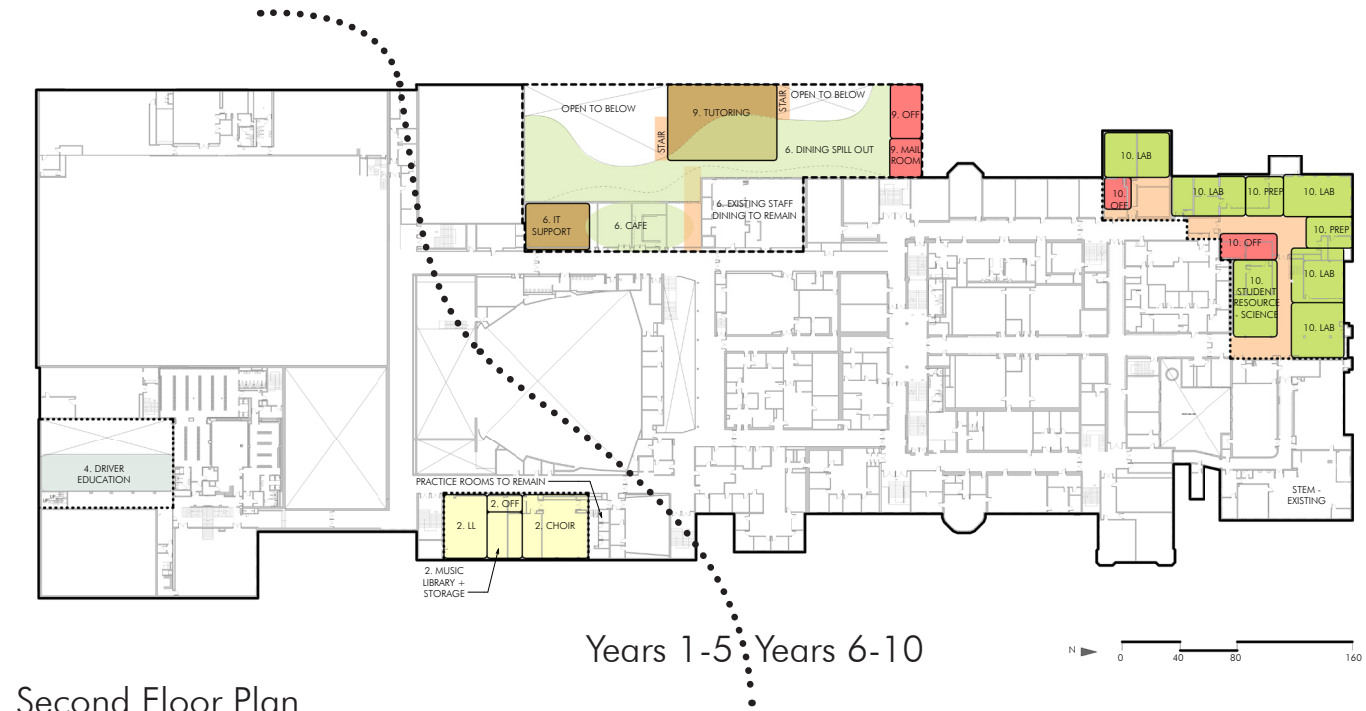 OPEN TO BELOW
STAIR
9. TUTORING
STAIR
OPEN TO BELOW
9. OFF
6. DINING SPILL OUT
9. MAIL
ROOM
6. IT
SUPPORT
6. CAFE
6. EXISTING STAFF
DINING TO REMAIN
10. LAB
10.
OFF
10. LAB
10. PREP
10. LAB
10. PREP
10. OFF
10. LAB
10.
STUDENT
RESOURCE
- SCIENCE
10. LAB
4. DRIVER
EDUCATION
PRACTICE ROOMS TO REMAIN
2. LL
2. OFF
2. CHOIR
2. MUSIC
LIBRARY +
STORAGE
STEM -
EXISTING
Years 1-5 Years 6-10
N
0 40 80 160
Second Floor Plan